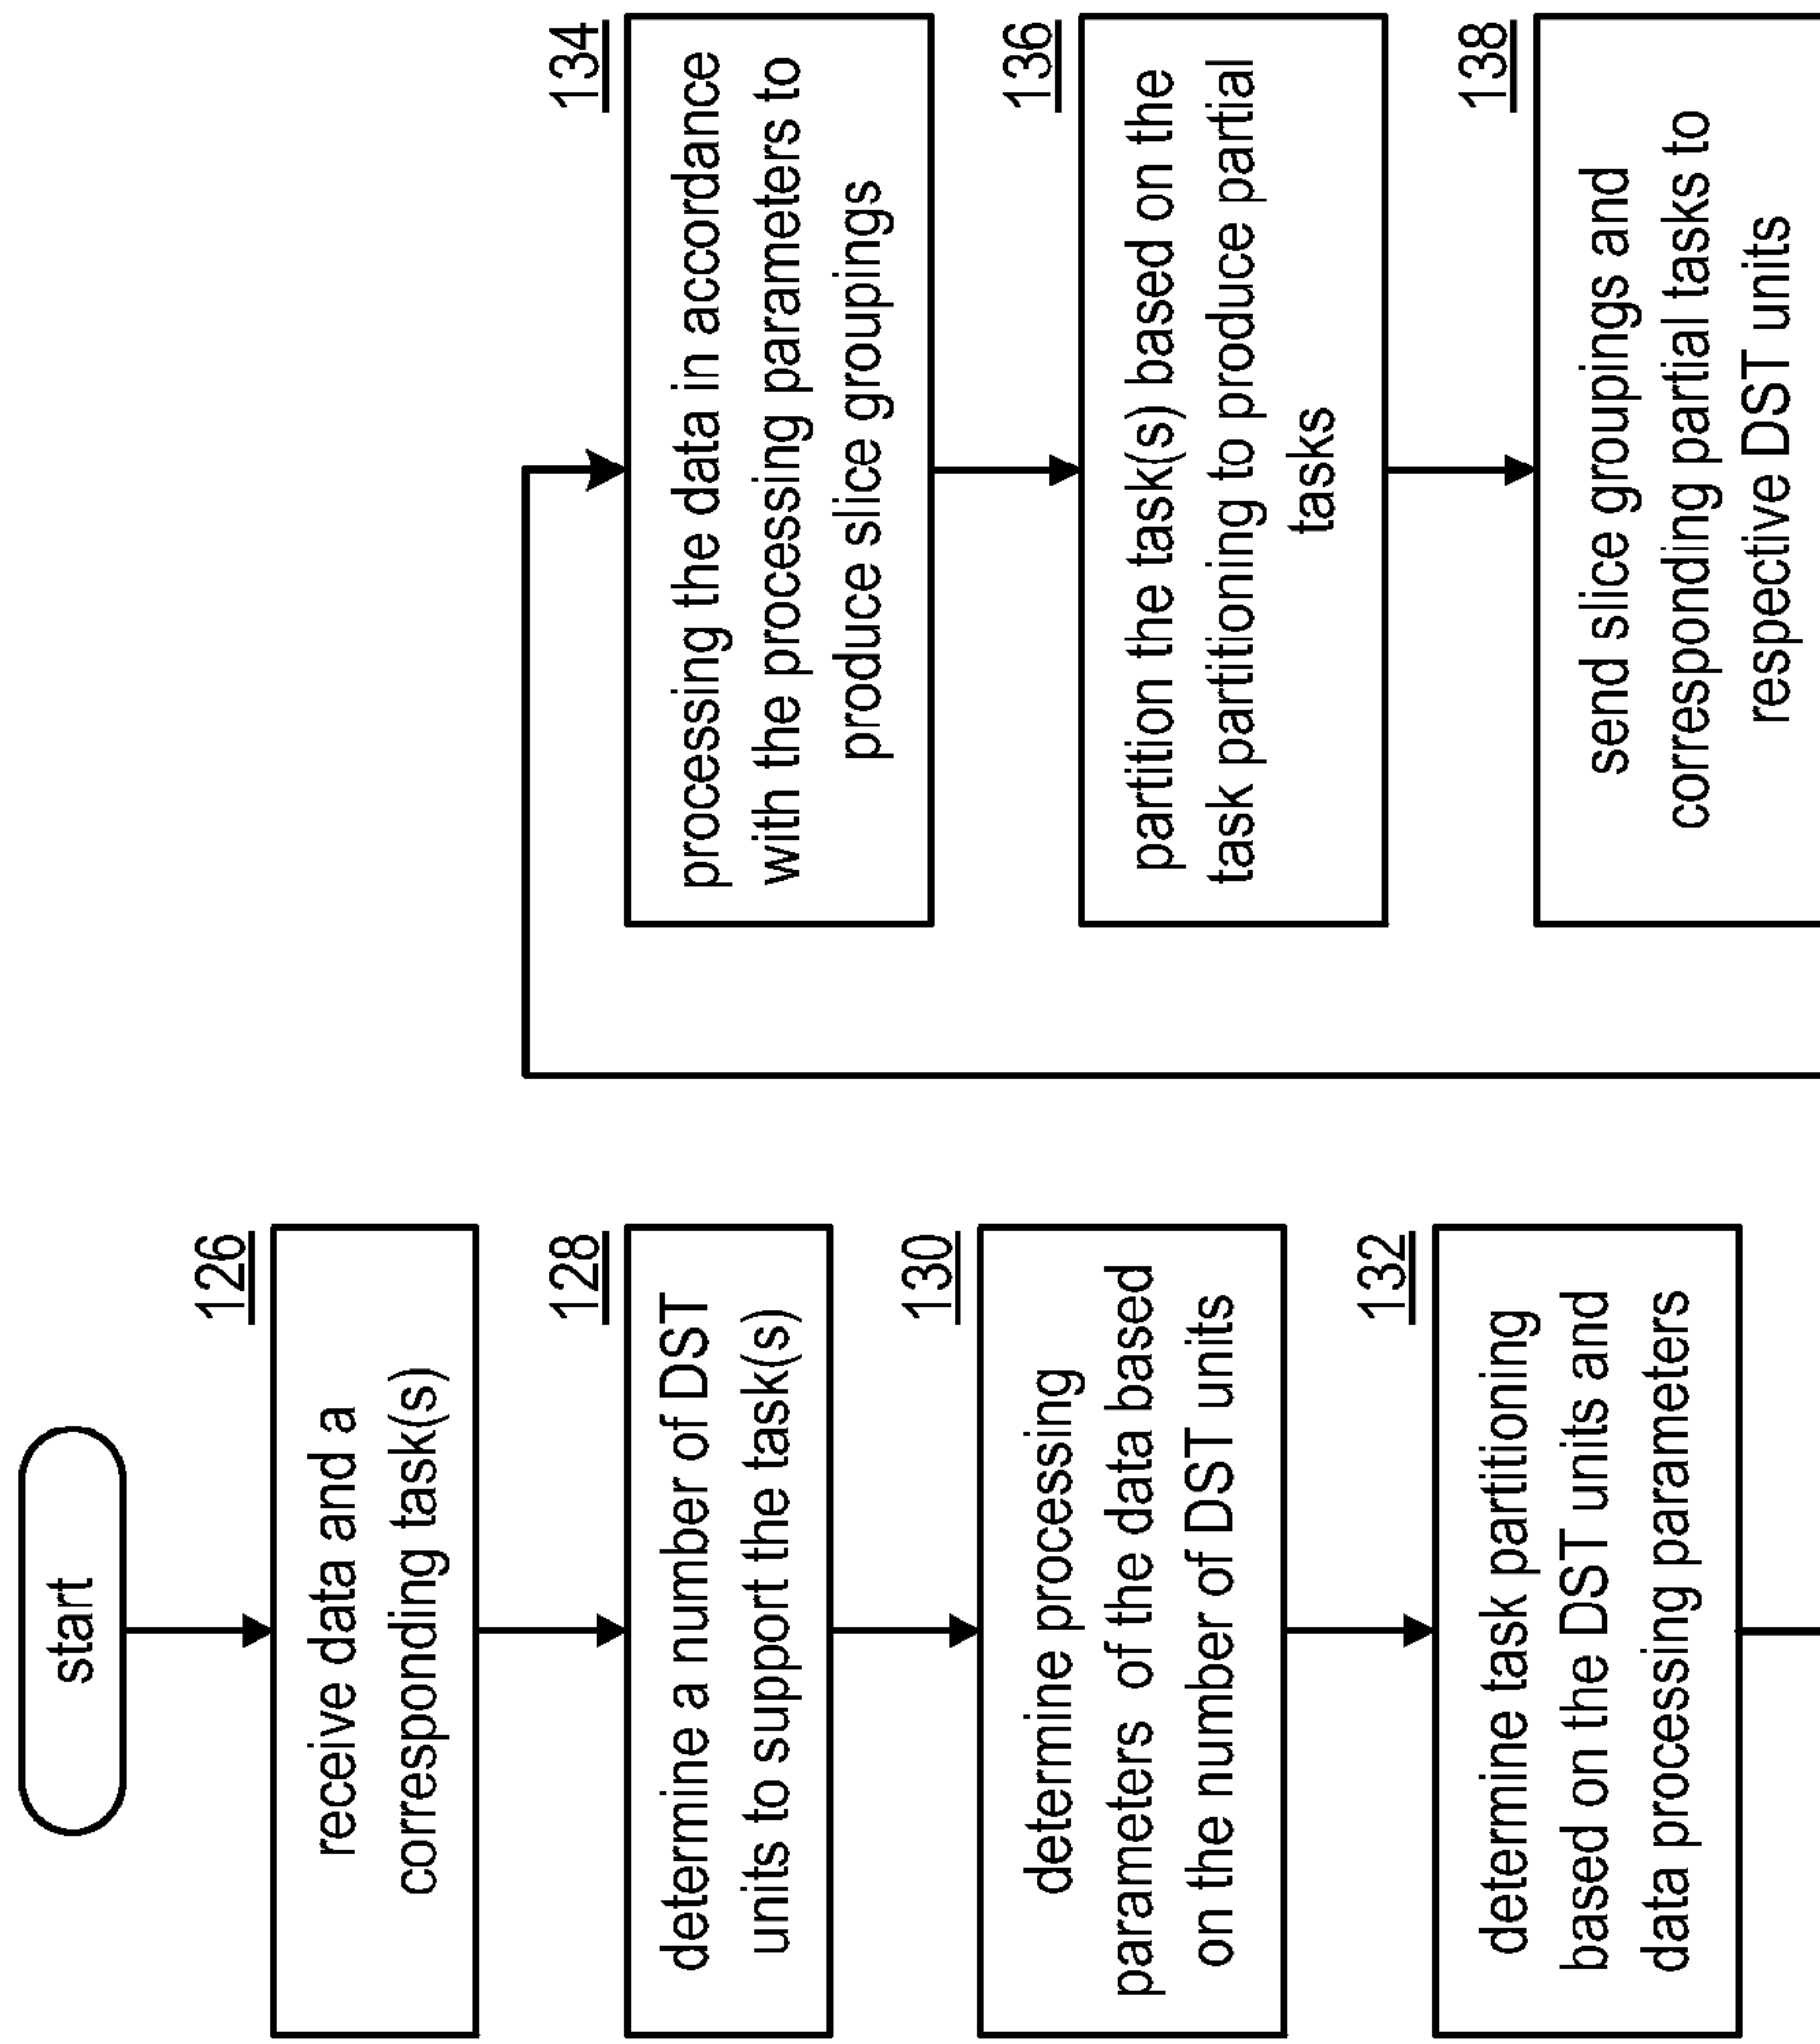 start
126
receive data and a
corresponding task(s)
128
determine a number of DST
units to support the task(s)
130
determine processing
parameters of the data based
on the number of DST units
132
determine task partitioning
based on the DST units and
data processing parameters
134
processing the data in accordance
with the processing parameters to
produce slice groupings
136
partition the task(s) based on the
task partitioning to produce partial
tasks
138
send slice groupings and
corresponding partial tasks to
respective DST units